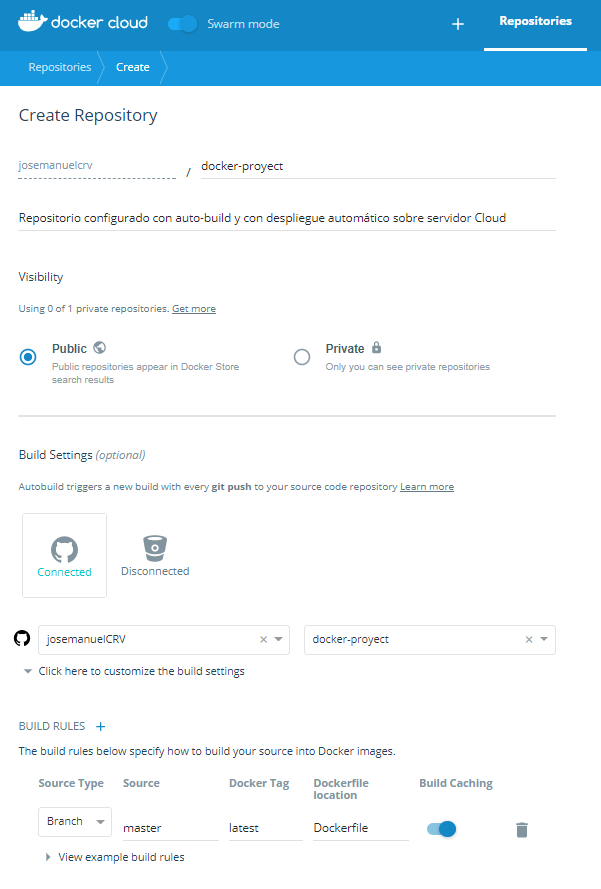 docker cloud Swarm mode + Repositories
Repositories Create
Create Repository
josemanuelcrv / docker-proyect
Repositorio configurado con auto-build y con despliegue automático sobre servidor Cloud
Visibility
Using 0 of 1 private repositories. Get more
Public
Public repositories appear in Docker Store
search results
Private
Only you can see private repositories
Build Settings (optional)
Autobuild triggers a new build with every git push to your source code repository Learn more
Connected
Disconnected
josemanuelCRV × docker-proyect ×
Click here to customize the build settings
BUILD RULES +
The build rules below specify how to build your source into Docker images.
Source Type Source Docker Tag Dockerfile location Build Caching
Branch master latest Dockerfile
View example build rules